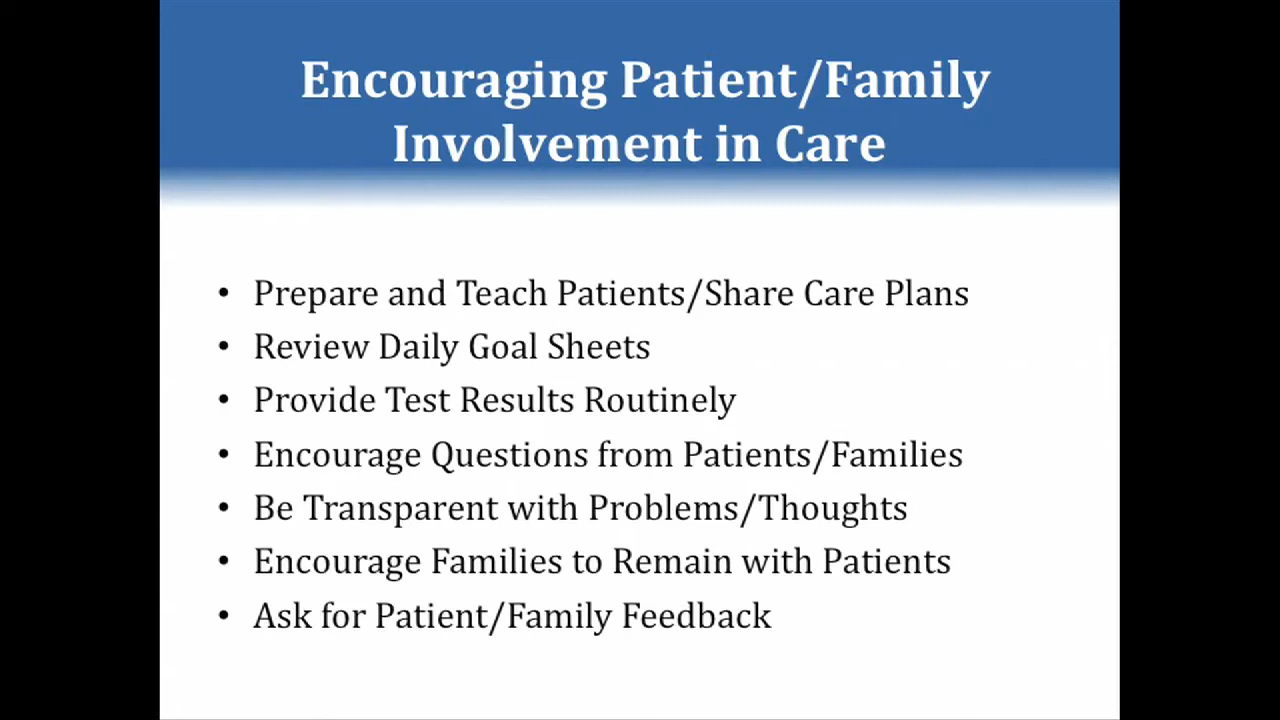 Encouraging Patient/Family
Involvement in Care
• Prepare and Teach Patients/Share Care Plans
• Review Daily Goal Sheets
• Provide Test Results Routinely
• Encourage Questions from Patients/Families
• Be Transparent with Problems/Thoughts
• Encourage Families to Remain with Patients
• Ask for Patient/Family Feedback